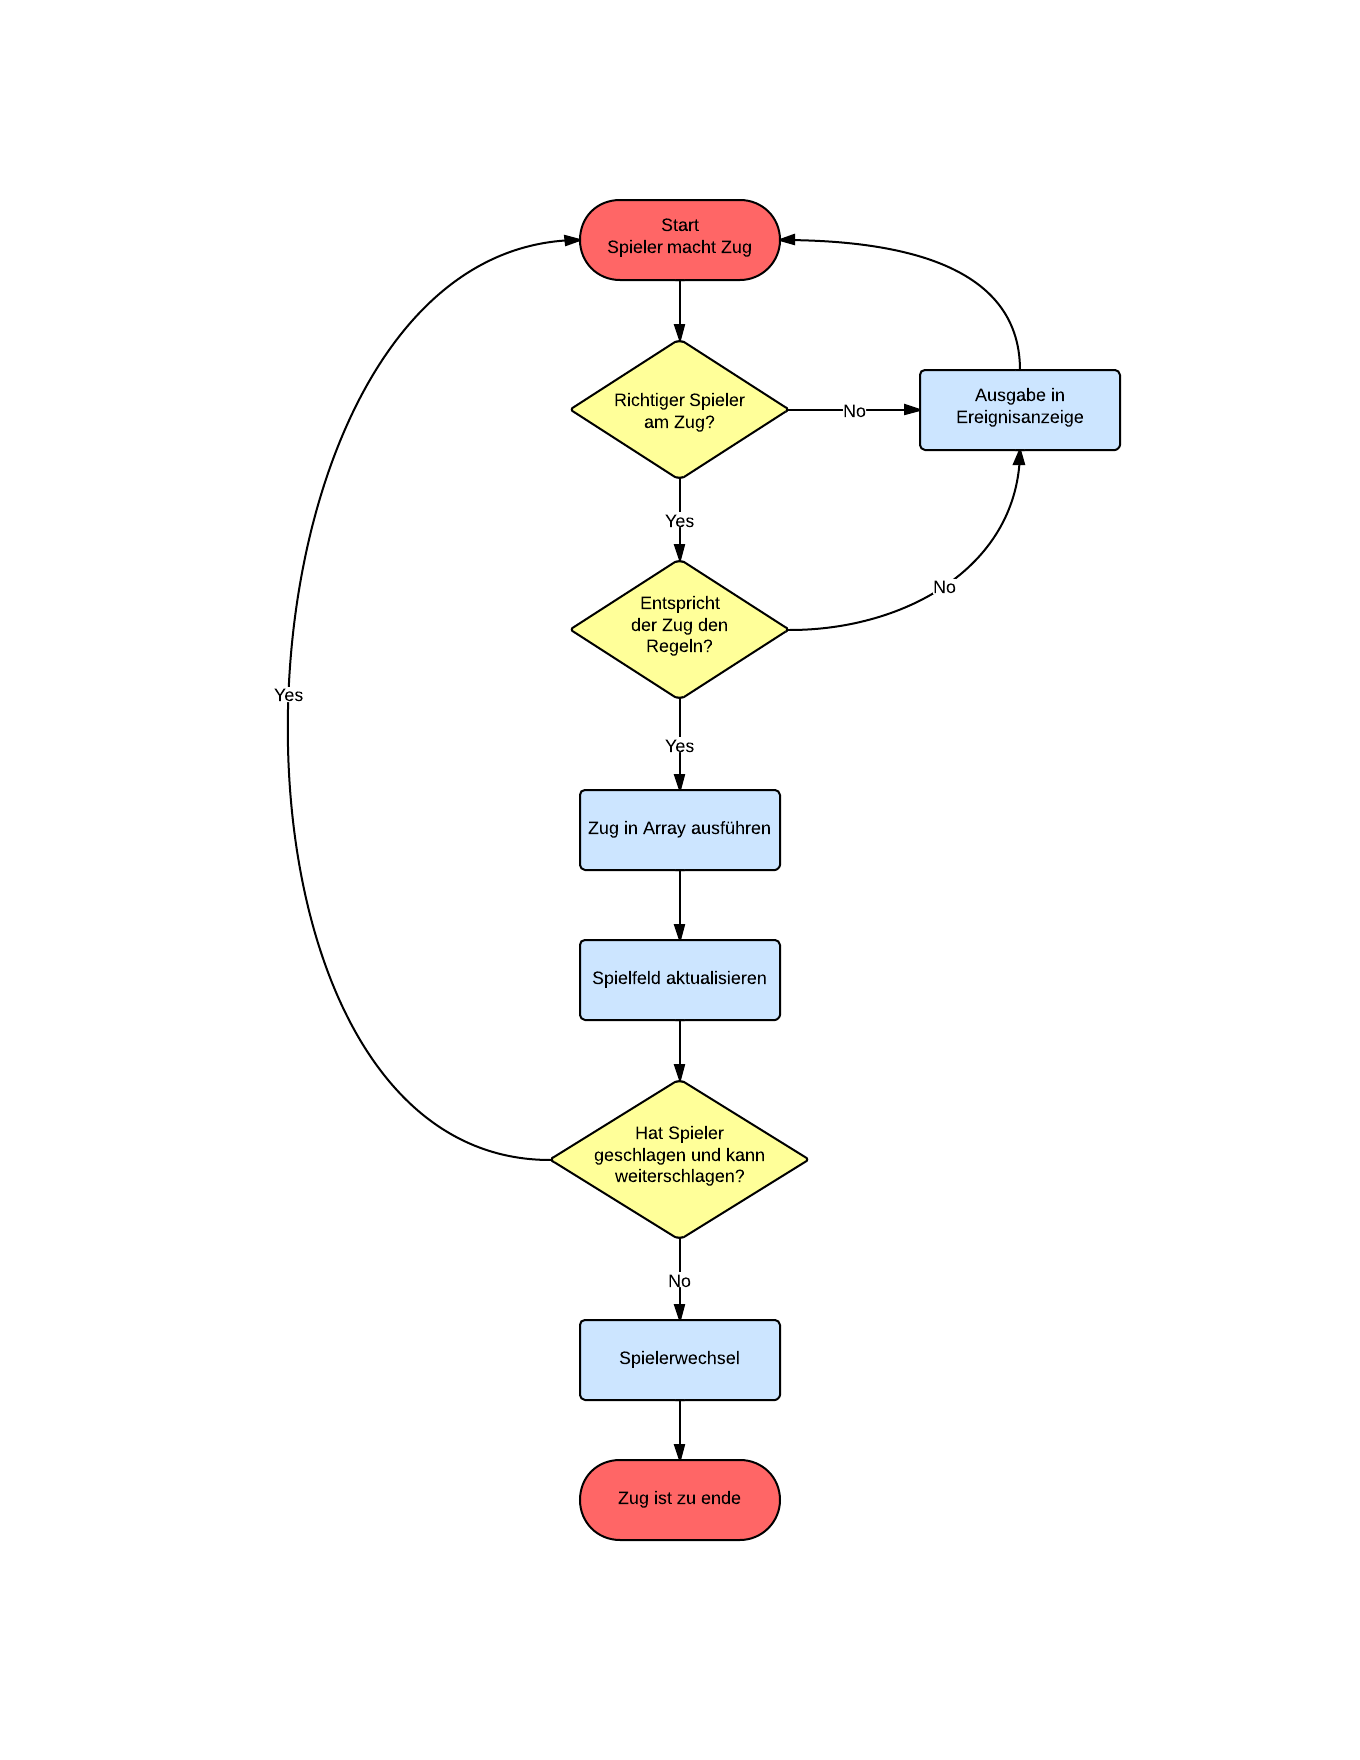 Start
Spieler macht Zug
Richtiger Spieler
am Zug?
No
Ausgabe in
Ereignisanzeige
Yes
Entspricht
der Zug den
Regeln?
No
Yes
Yes
Zug in Array ausführen
Spielfeld aktualisieren
Hat Spieler
geschlagen und kann
weiterschlagen?
No
Spielerwechsel
Zug ist zu ende